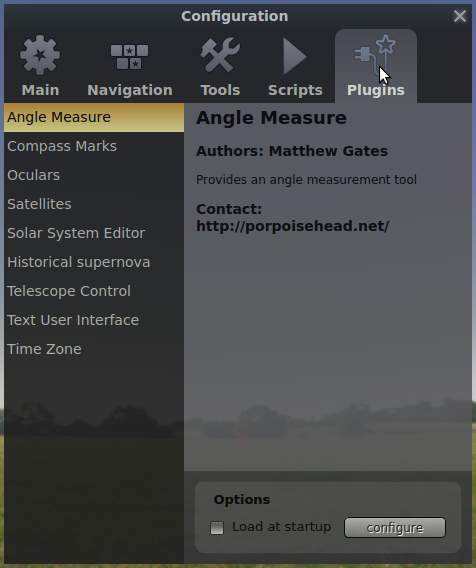 Configuration
Main
Navigation
Tools
Scripts
Plugins
Angle Measure
Compass Marks
Oculars
Satellites
Solar System Editor
Historical supernova
Telescope Control
Text User Interface
Time Zone
Angle Measure
Authors: Matthew Gates
Provides an angle measurement tool
Contact:
http://porpoisehead.net/
Options
Load at startup
configure